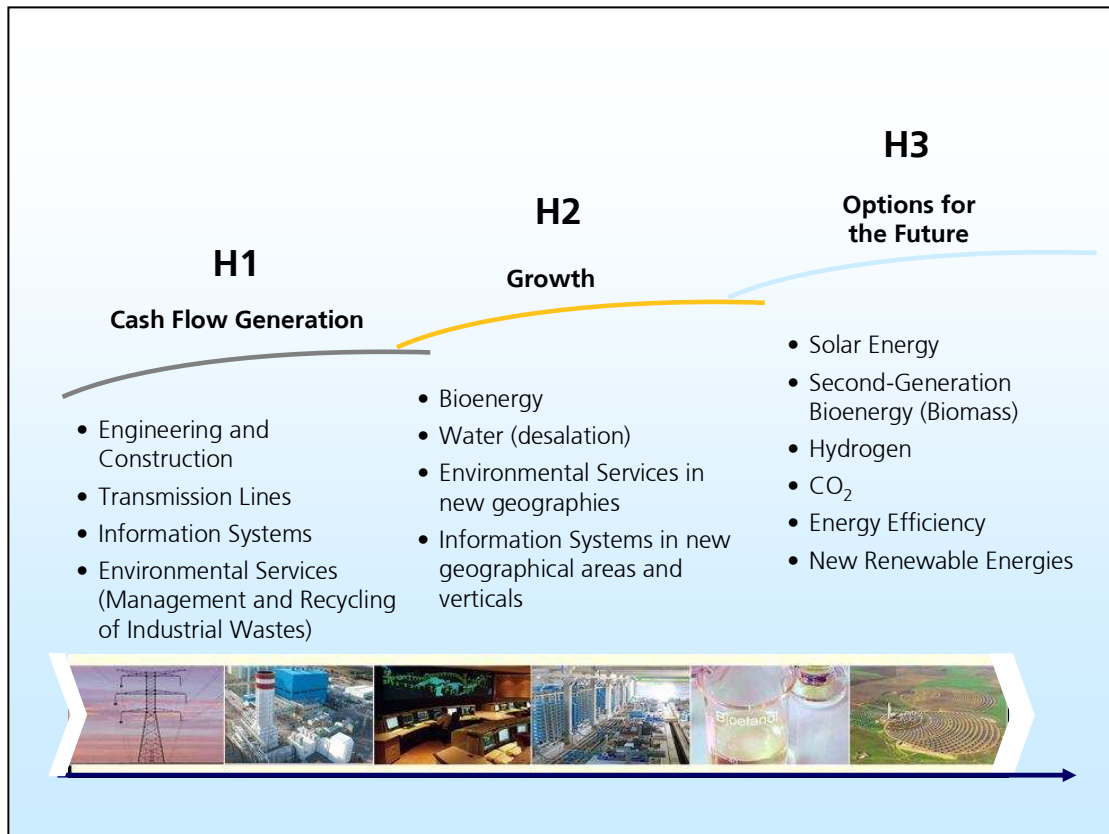 H1
Cash Flow Generation
• Engineering and
Construction
• Transmission Lines
• Information Systems
• Environmental Services
(Management and Recycling
of Industrial Wastes)
H2
Growth
• Bioenergy
• Water (desalation)
• Environmental Services in
new geographies
• Information Systems in new
geographical areas and
verticals
H3
Options for
the Future
• Solar Energy
• Second-Generation
Bioenergy (Biomass)
• Hydrogen
• CO₂
• Energy Efficiency
• New Renewable Energies
Bioetanol